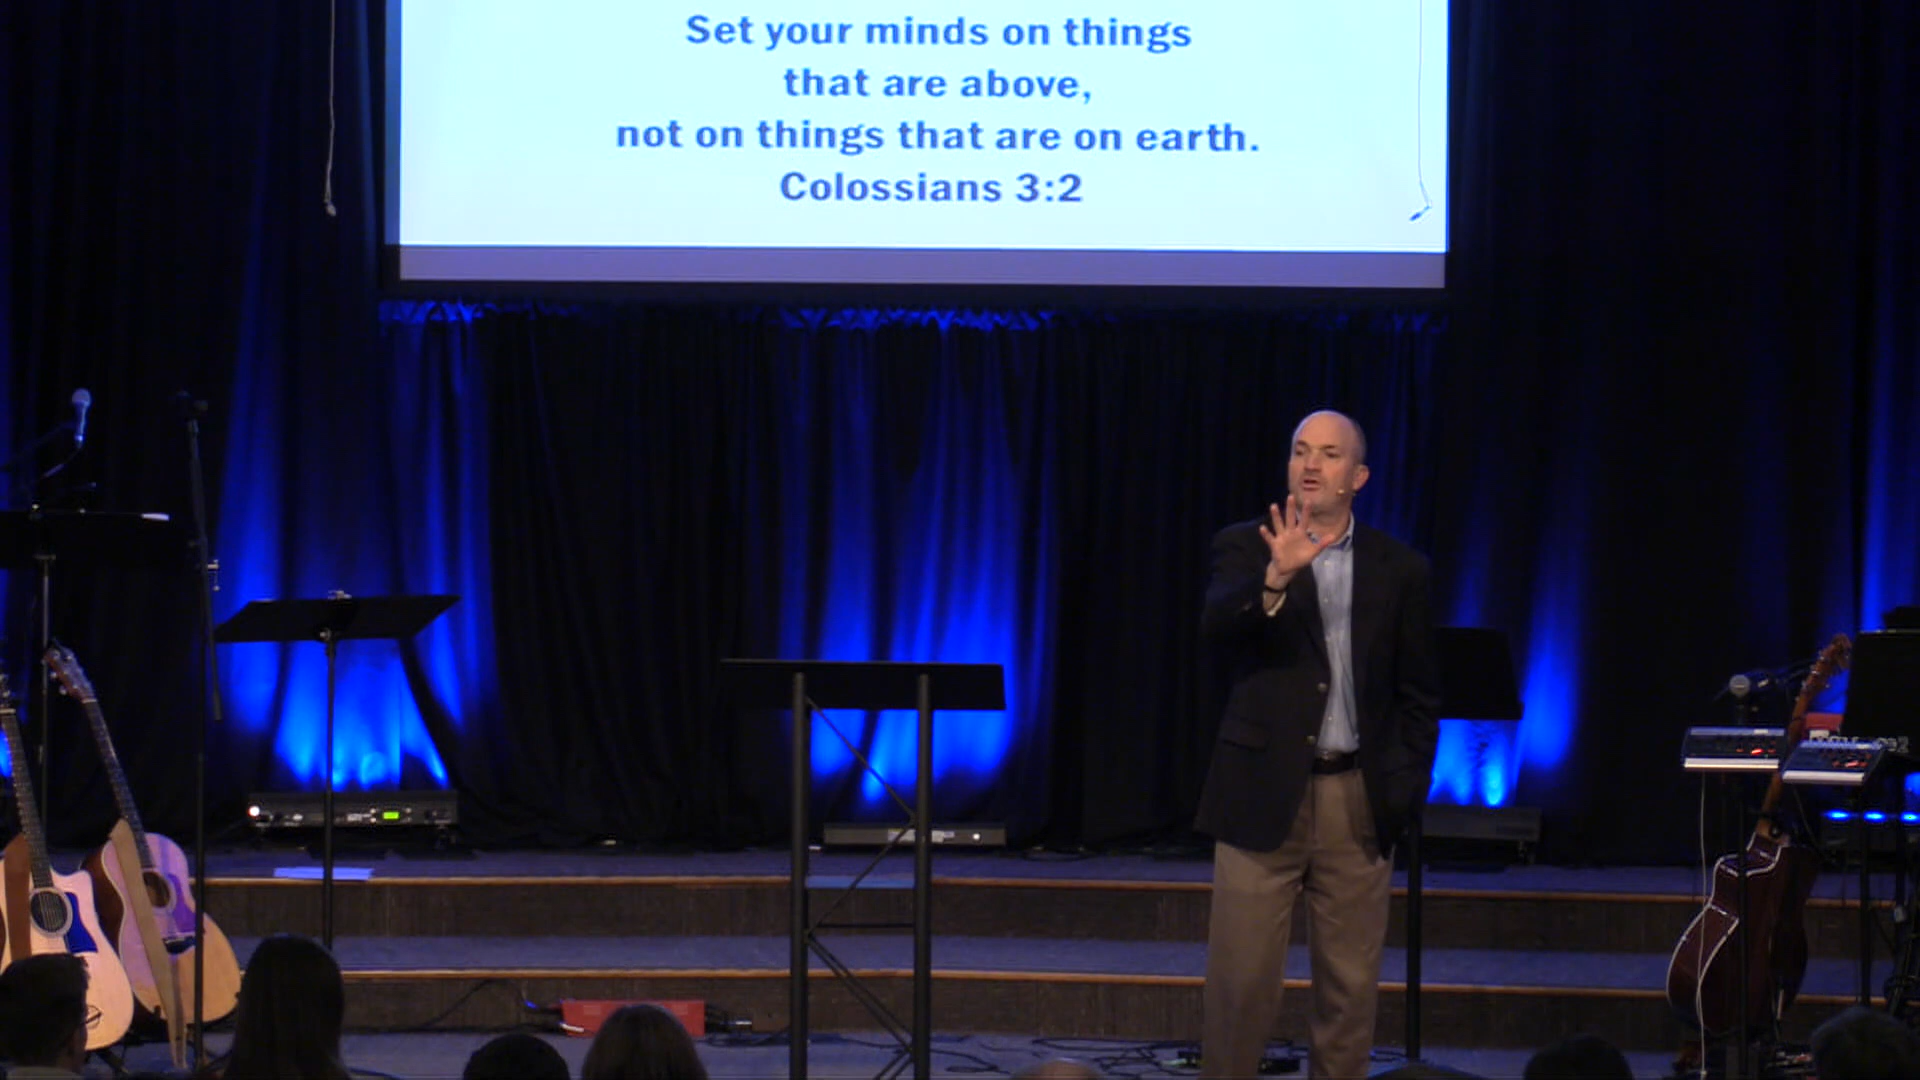 Set your minds on things
that are above,
not on things that are on earth.
Colossians 3:2